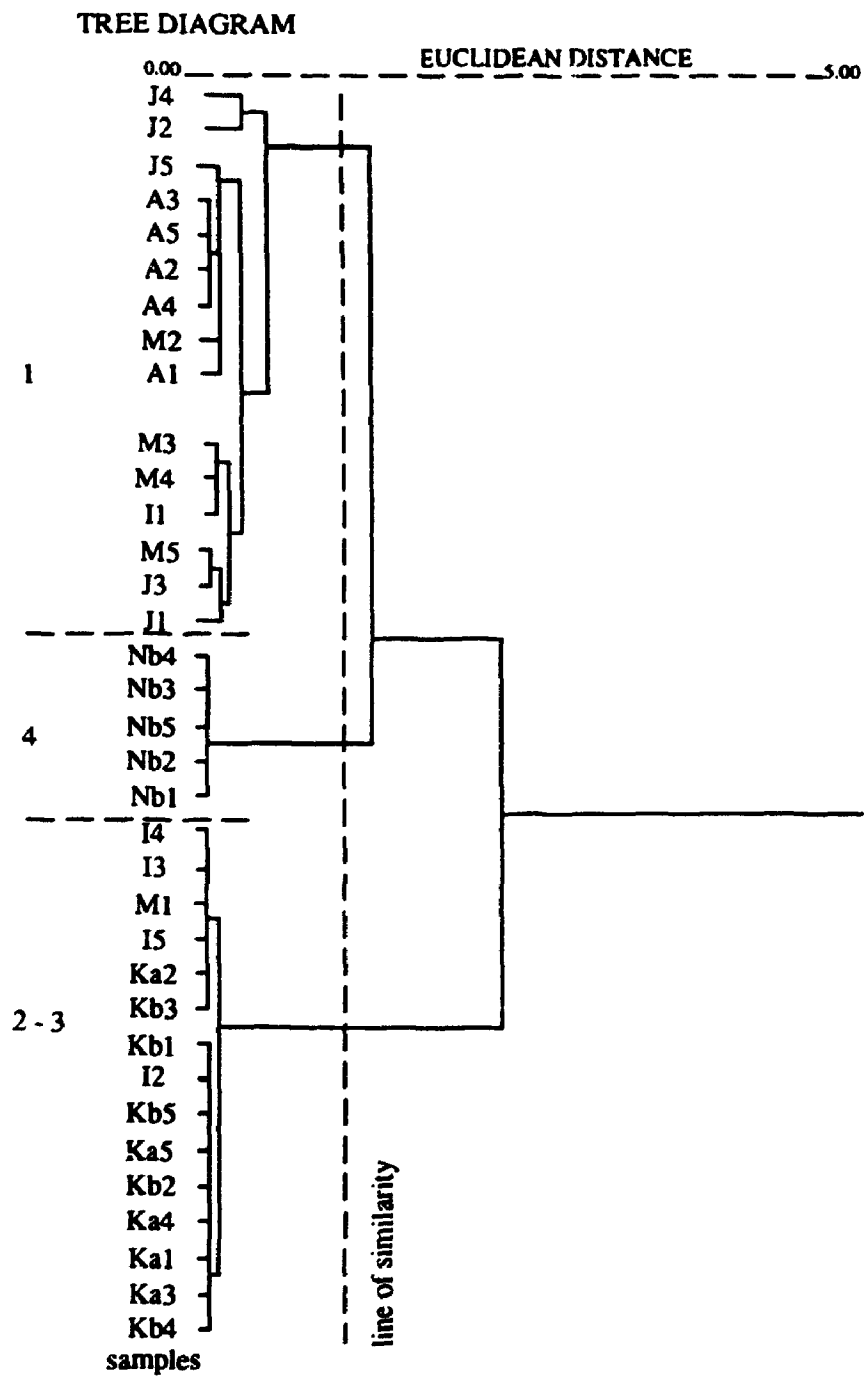 TREE DIAGRAM
EUCLIDEAN DISTANCE
0.00
5.00
J4
J2
J5
A3
A5
A2
A4
M2
1
A1
M3
M4
I1
M5
J3
J1
Nb4
Nb3
4
Nb5
Nb2
Nb1
I4
I3
M1
I5
Ka2
Kb3
2 - 3
Kb1
I2
Kb5
Ka5
Kb2
Ka4
Ka1
Ka3
Kb4
line of similarity
samples